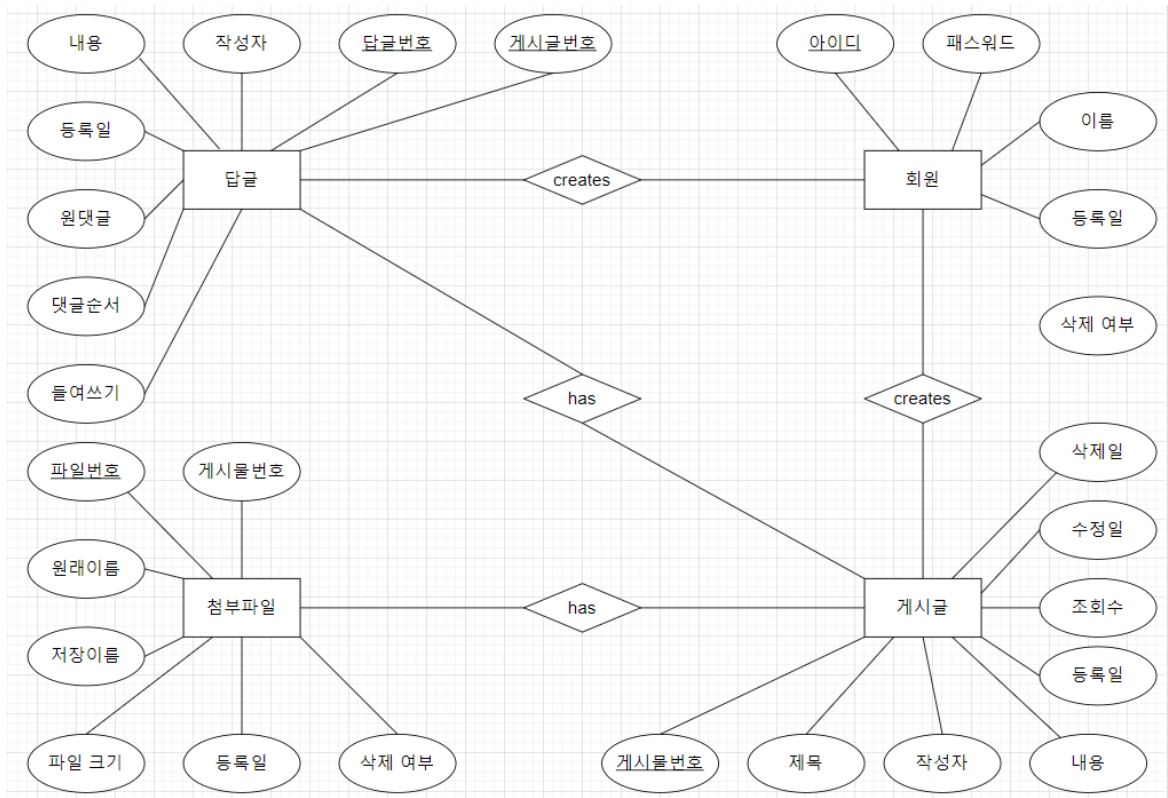 내용
작성자
답글번호
게시글번호
아이디
패스워드
등록일
이름
답글
creates
회원
원댓글
등록일
댓글순서
삭제 여부
들여쓰기
has
creates
파일번호
게시물번호
삭제일
수정일
원래이름
첨부파일
has
게시글
조회수
저장이름
등록일
파일 크기
등록일
삭제 여부
게시물번호
제목
작성자
내용